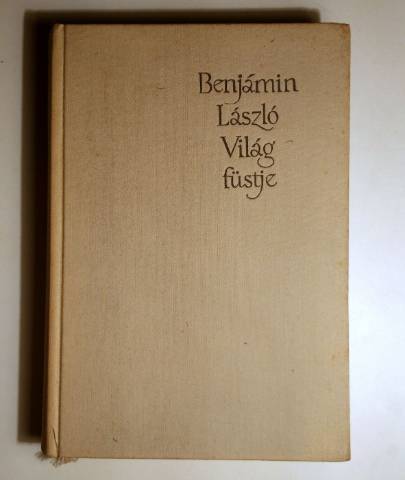 Benjámin
László
Világ
füstje